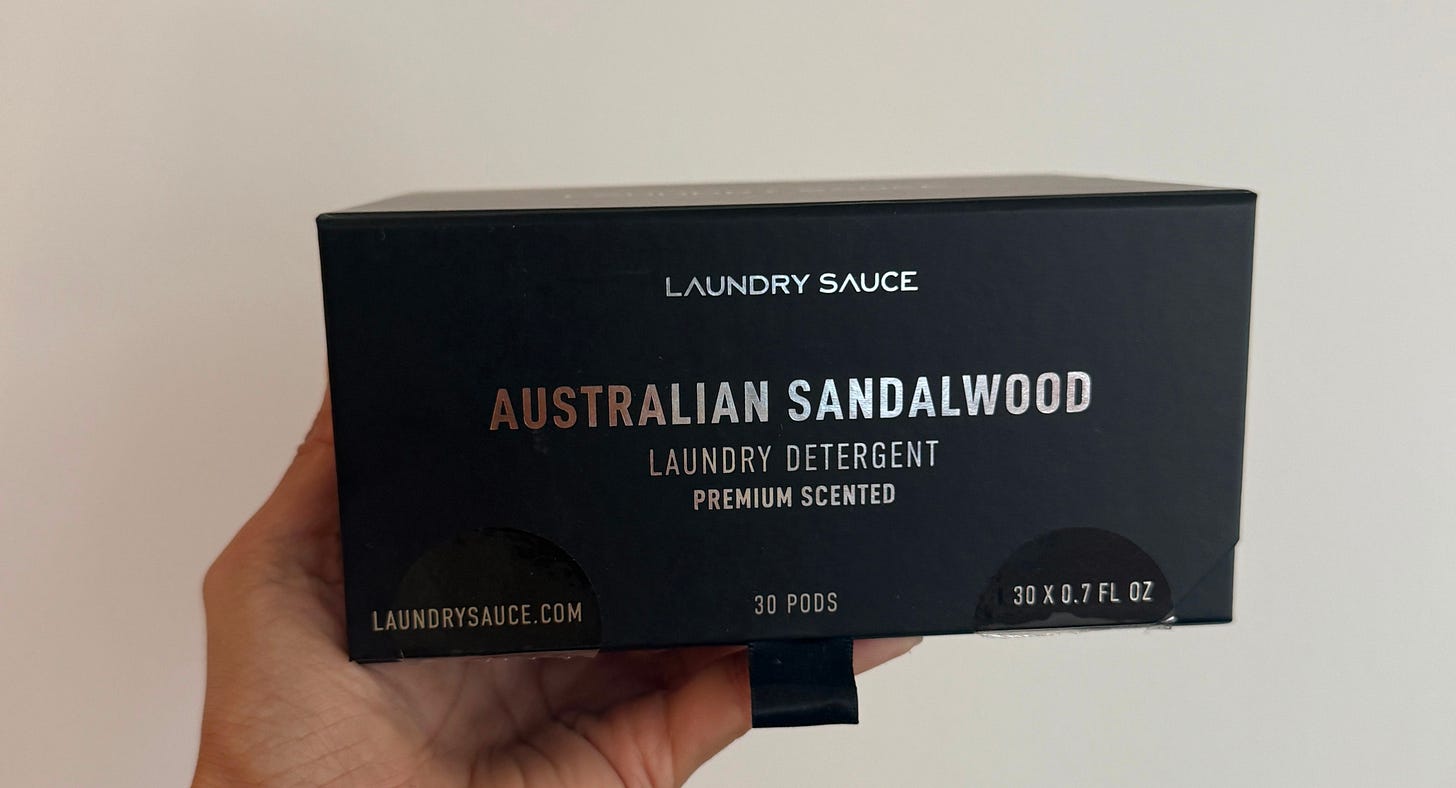 LAUNDRY SAUCE
AUSTRALIAN SANDALWOOD
LAUNDRY DETERGENT
PREMIUM SCENTED
LAUNDRYSAUCE.COM
30 PODS
30 X 0.7 FL OZ